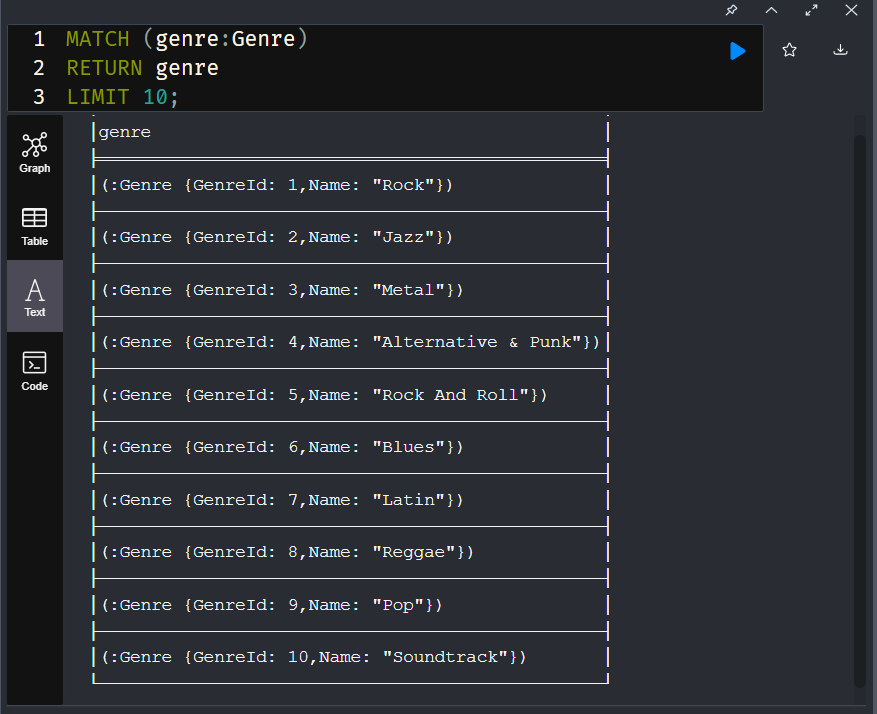 1 MATCH (genre:Genre)
2 RETURN genre
3 LIMIT 10;
Graph
Table
Text
Code
genre
(:Genre {GenreId: 1,Name: "Rock"})
(:Genre {GenreId: 2,Name: "Jazz"})
(:Genre {GenreId: 3,Name: "Metal"})
(:Genre {GenreId: 4,Name: "Alternative & Punk"})
(:Genre {GenreId: 5,Name: "Rock And Roll"})
(:Genre {GenreId: 6,Name: "Blues"})
(:Genre {GenreId: 7,Name: "Latin"})
(:Genre {GenreId: 8,Name: "Reggae"})
(:Genre {GenreId: 9,Name: "Pop"})
(:Genre {GenreId: 10,Name: "Soundtrack"})